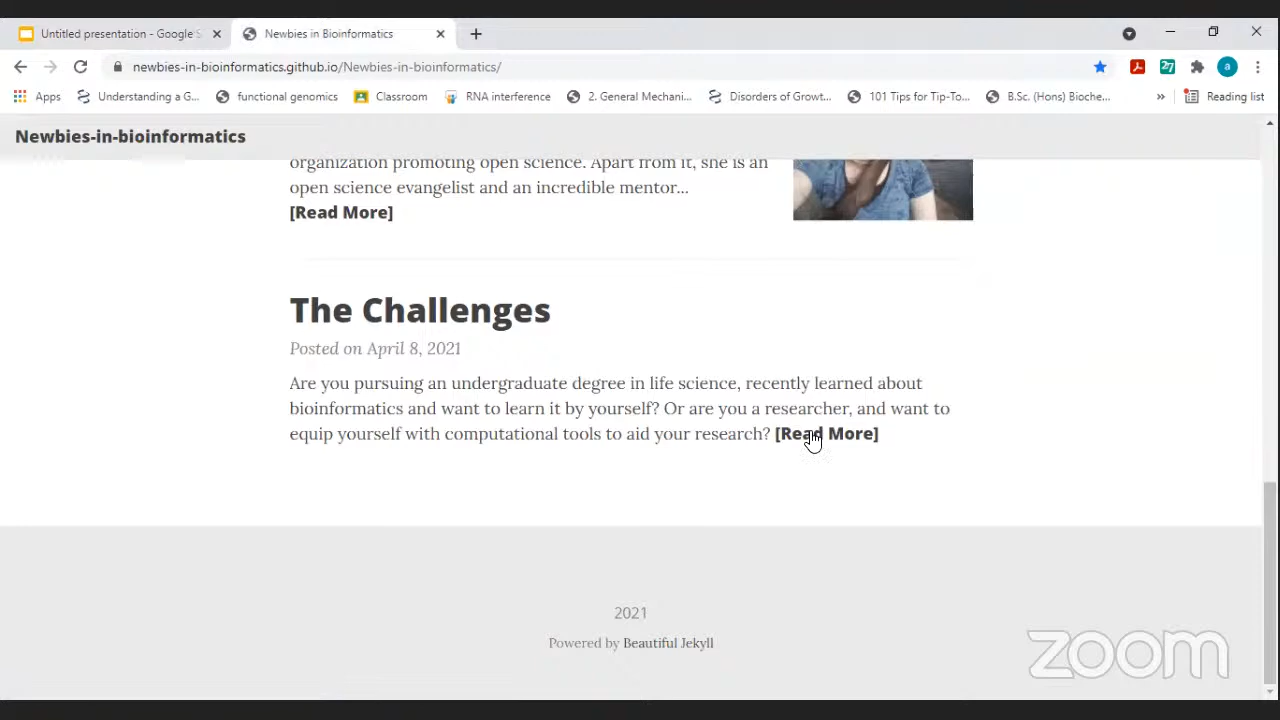 Untitled presentation - Google S
Newbies in Bioinformatics
newbies-in-bioinformatics.github.io/Newbies-in-bioinformatics/
a
Apps
Understanding a G...
functional genomics
Classroom
RNA interference
2. General Mechani...
Disorders of Growt...
101 Tips for Tip-To...
B.Sc. (Hons) Bioche...
»
Reading list
Newbies-in-bioinformatics
organization promoting open science. Apart from it, she is an
open science evangelist and an incredible mentor...
[Read More]
The Challenges
Posted on April 8, 2021
Are you pursuing an undergraduate degree in life science, recently learned about
bioinformatics and want to learn it by yourself? Or are you a researcher, and want to
equip yourself with computational tools to aid your research? [Read More]
2021
Powered by Beautiful Jekyll
zoom